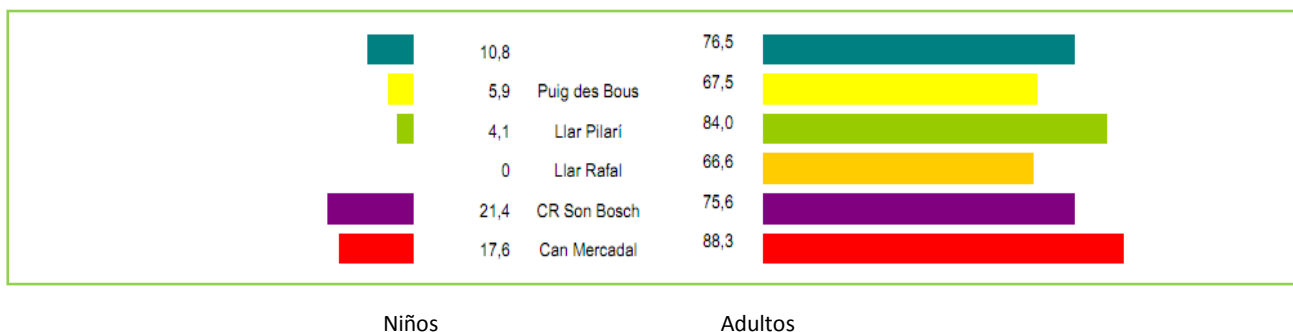 10,8 76,5
5,9 Puig des Bous 67,5
4,1 Llar Pilarí 84,0
0 Llar Rafal 66,6
21,4 CR Son Bosch 75,6
17,6 Can Mercadal 88,3
Niños Adultos